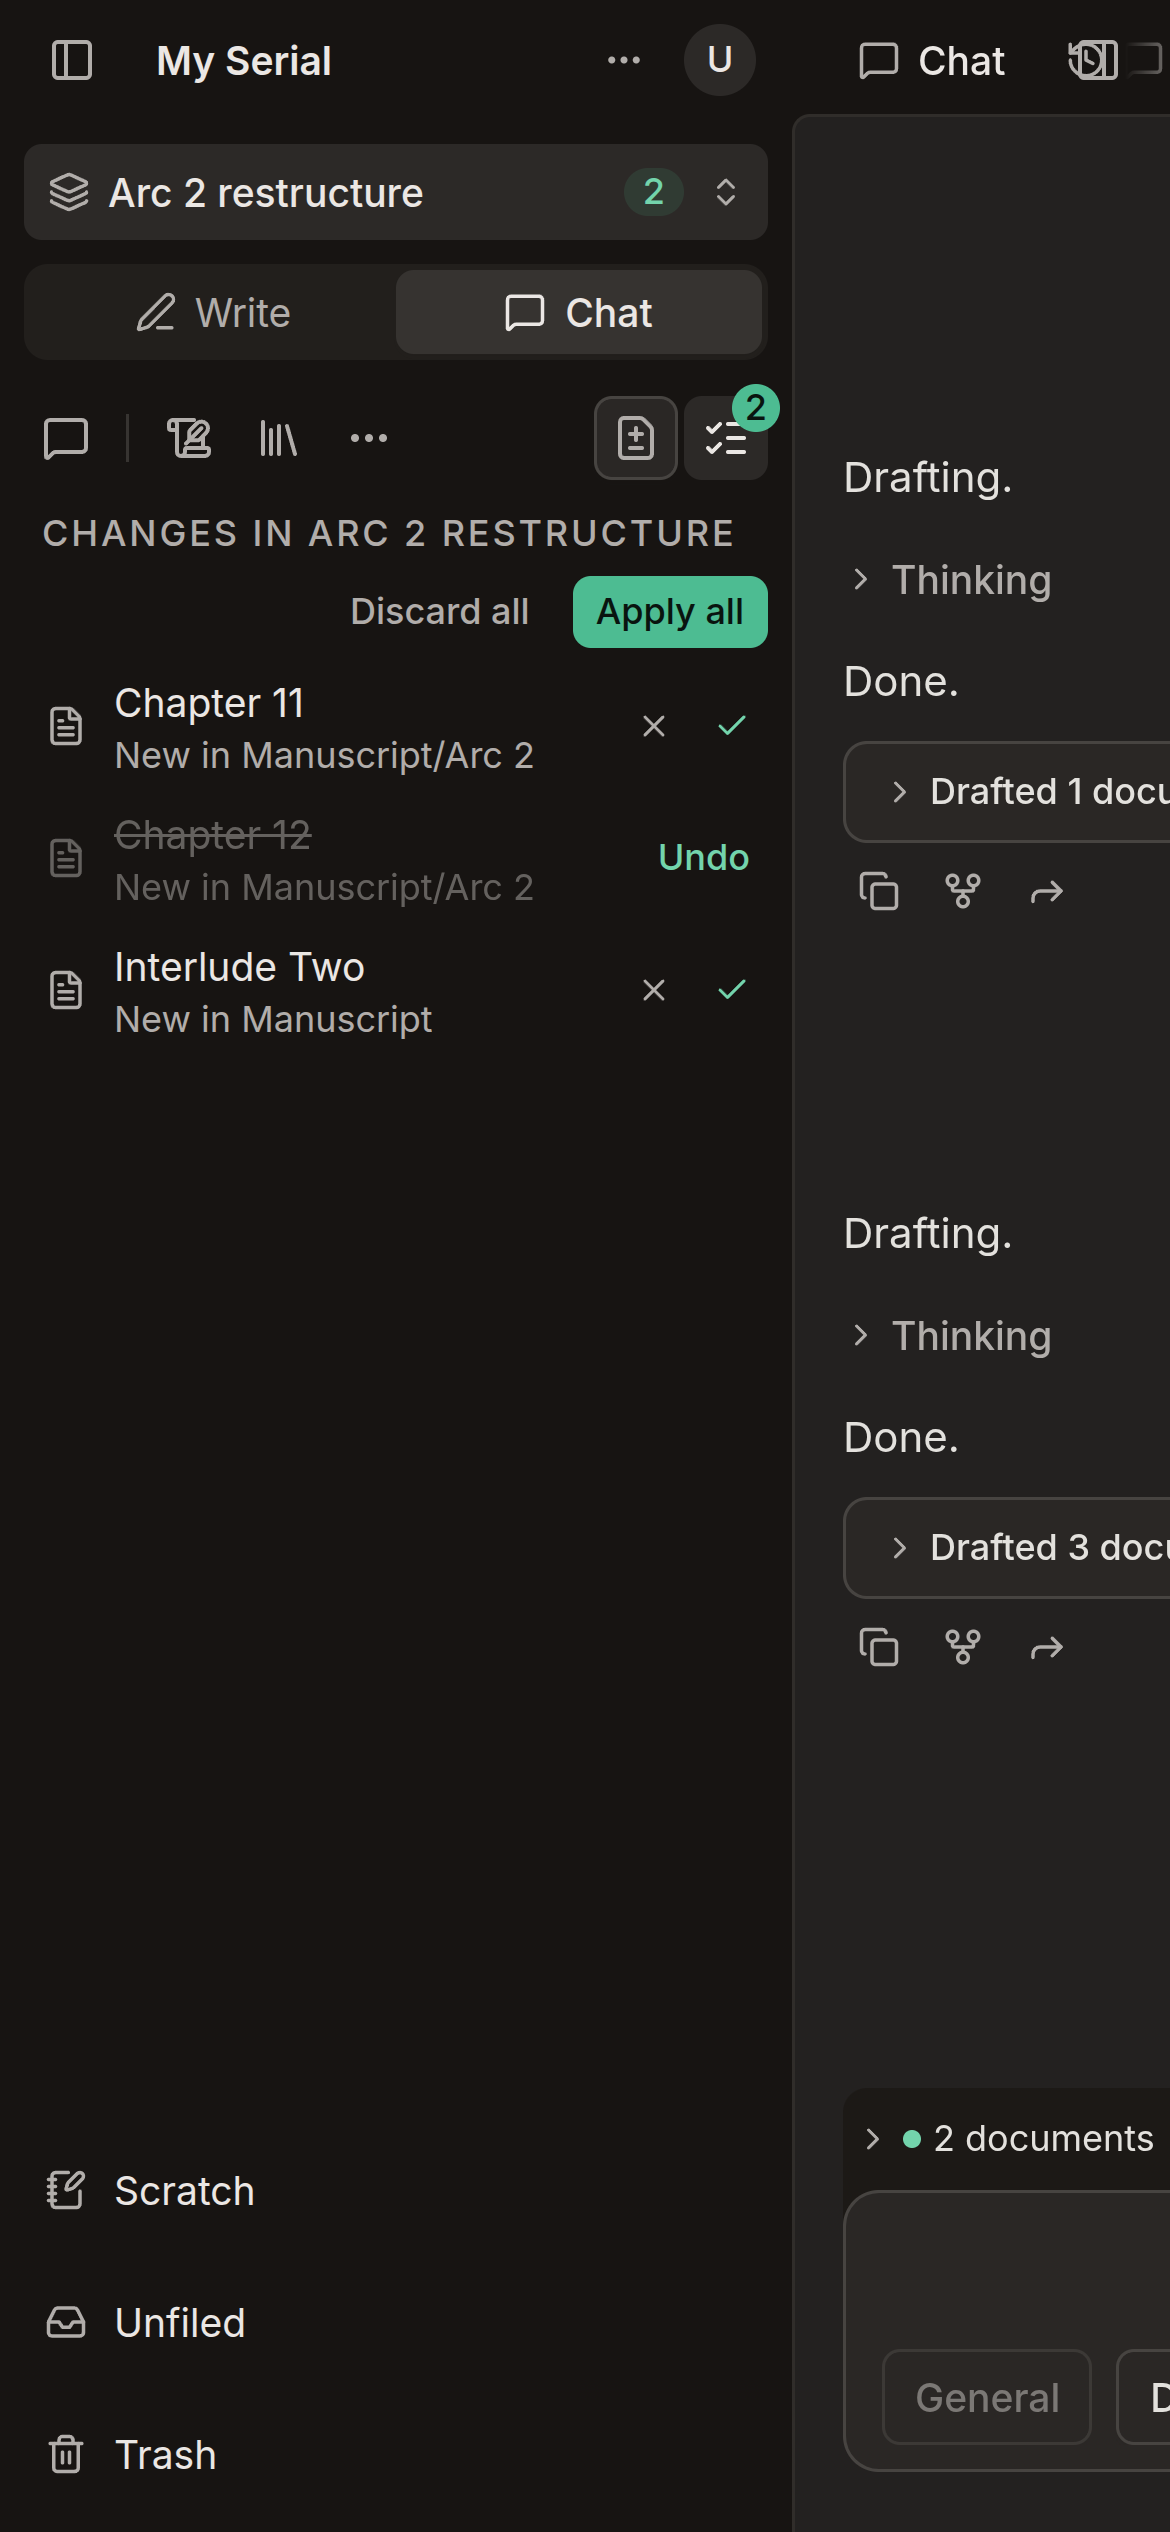 My Serial
U
Chat
Arc 2 restructure
2
Write
Chat
2
CHANGES IN ARC 2 RESTRUCTURE
Discard all
Apply all
Chapter 11
New in Manuscript/Arc 2
Chapter 12
New in Manuscript/Arc 2
Undo
Interlude Two
New in Manuscript
Scratch
Unfiled
Trash
Drafting.
Thinking
Done.
Drafted 1 docu
Drafting.
Thinking
Done.
Drafted 3 docu
2 documents
General
D